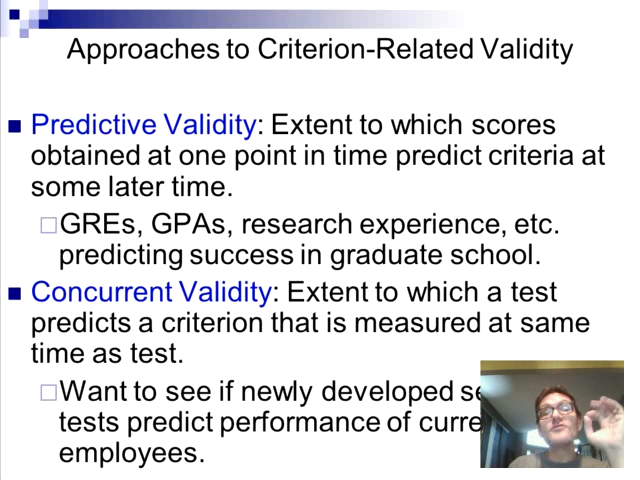 Approaches to Criterion-Related Validity
Predictive Validity: Extent to which scores
obtained at one point in time predict criteria at
some later time.
GREs, GPAs, research experience, etc.
predicting success in graduate school.
Concurrent Validity: Extent to which a test
predicts a criterion that is measured at same
time as test.
Want to see if newly developed
tests predict performance of
employees.